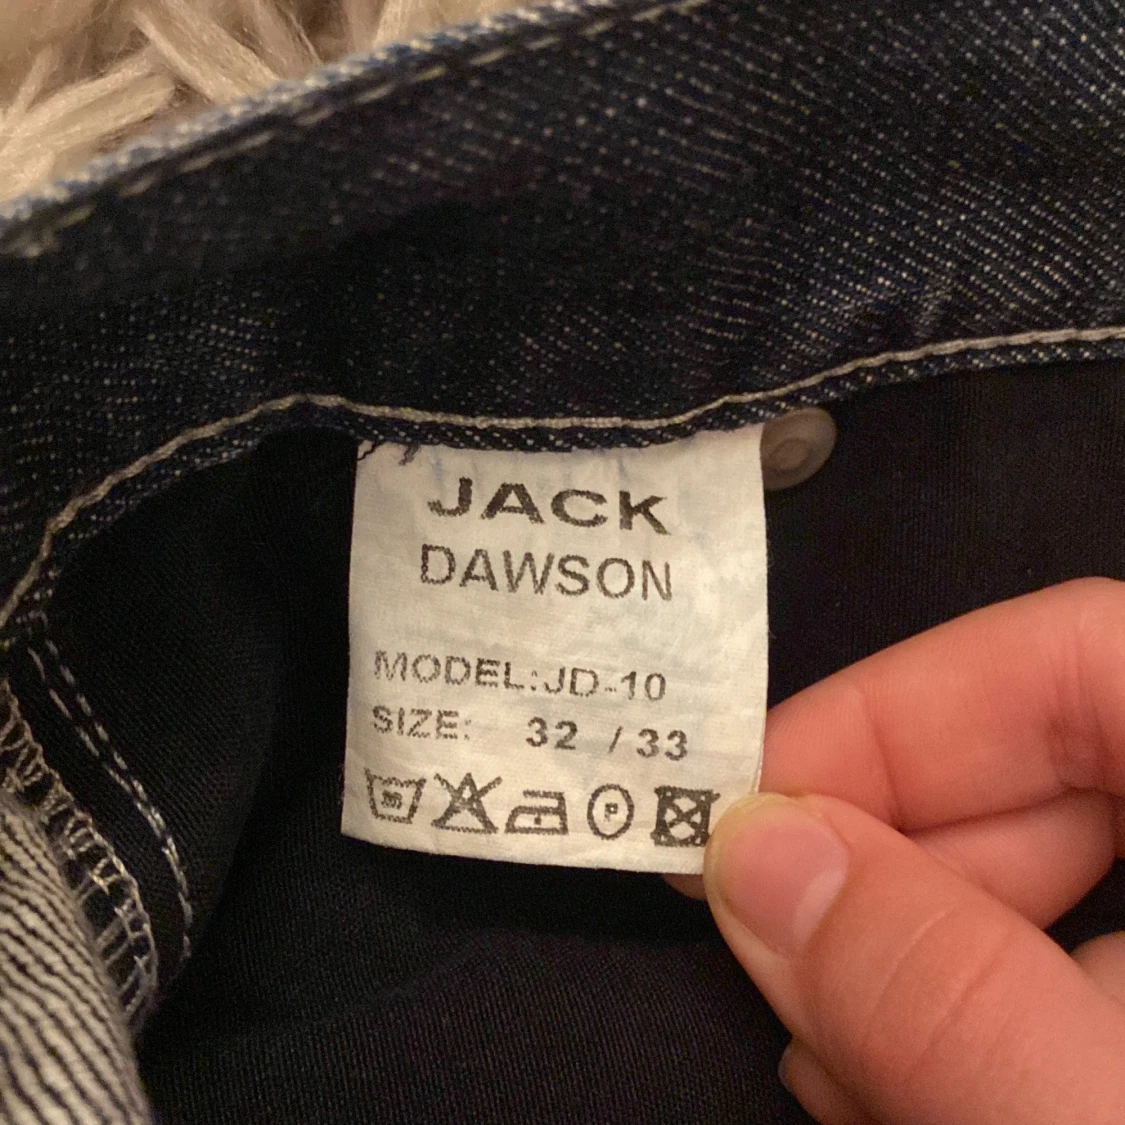 JACK
DAWSON
MODEL:JD-10
SIZE: 32 / 33
P